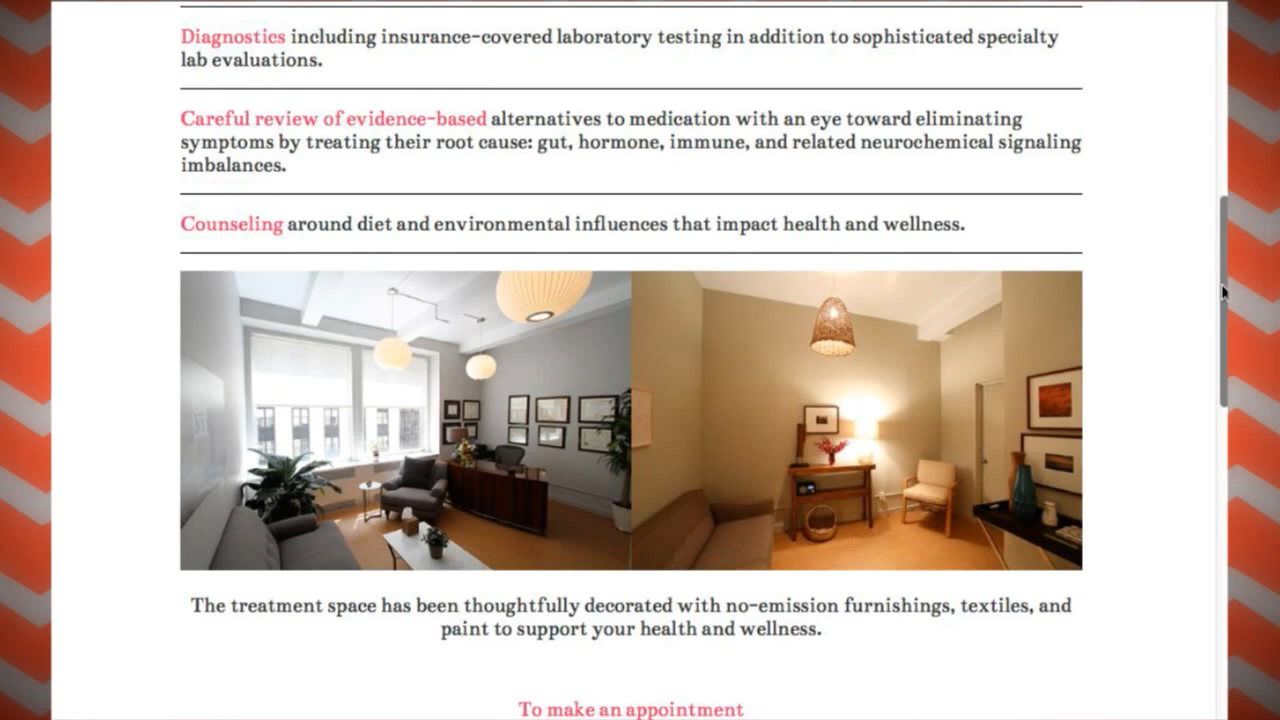 Diagnostics including insurance-covered laboratory testing in addition to sophisticated specialty
lab evaluations.
Careful review of evidence-based alternatives to medication with an eye toward eliminating
symptoms by treating their root cause: gut, hormone, immune, and related neurochemical signaling
imbalances.
Counseling around diet and environmental influences that impact health and wellness.
The treatment space has been thoughtfully decorated with no-emission furnishings, textiles, and
paint to support your health and wellness.
To make an appointment